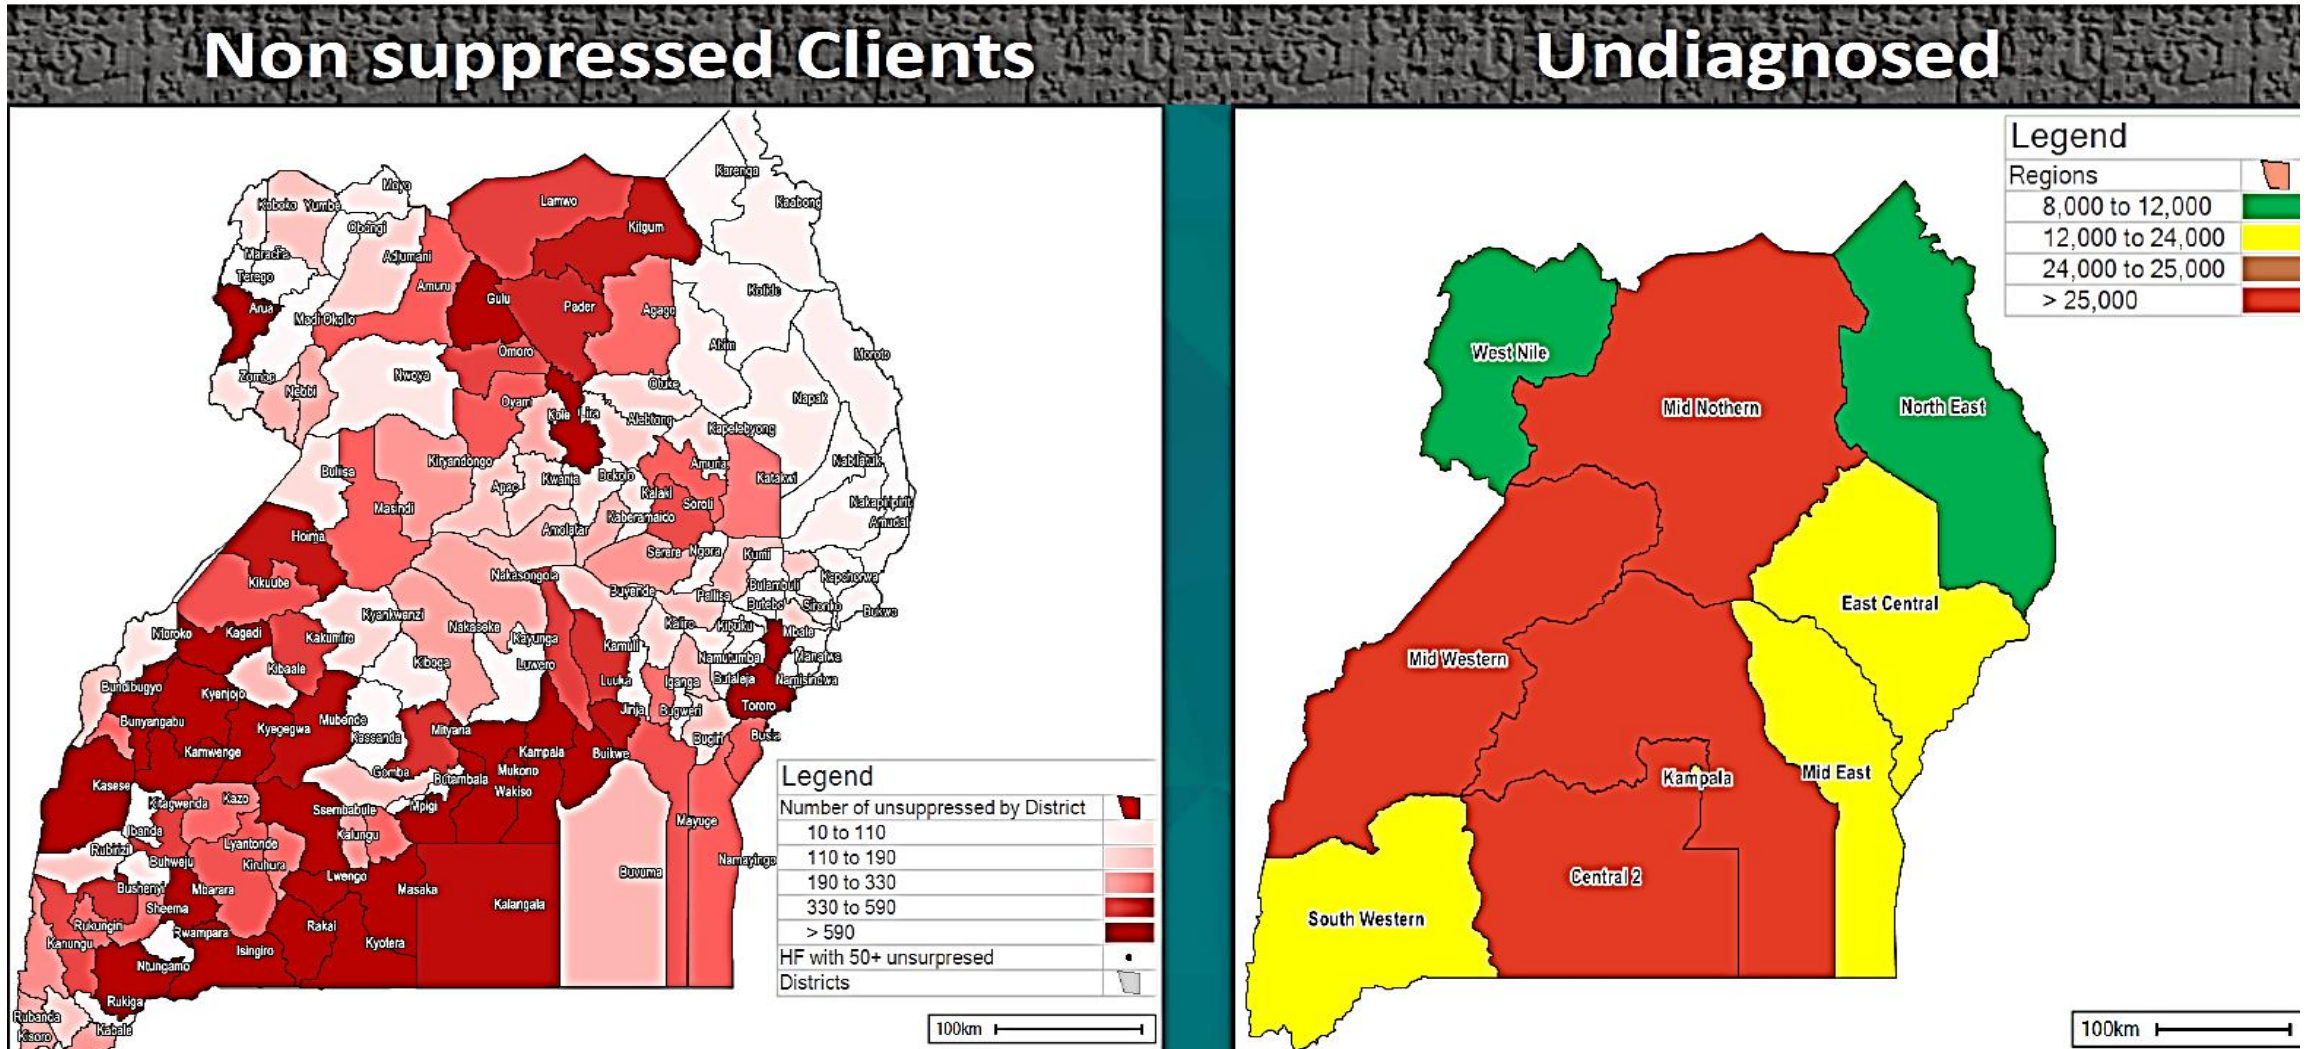 Non suppressed Clients
Undiagnosed
Karenga
Kaabong
Moyo
Koboko
Yumbe
Obongi
Lamwo
Kitgum
Maracha
Terego
Adjumani
Arua
Madi Okollo
Amuru
Gulu
Pader
Agago
Kotido
Abim
Moroto
Omoro
Zombo
Nebbi
Nwoya
Otuke
Napak
Oyam
Kole
Lira
Alebtong
Kapelebyong
Buliisa
Kiryandongo
Amuria
Katakwi
Nabilatuk
Apac
Kwania
Dokolo
Kalaki
Soroti
Nakapiripirit
Amudat
Masindi
Amolatar
Kaberamaido
Hoima
Serere
Ngora
Kumi
Kikuube
Nakasongola
Buyende
Pallisa
Bulambuli
Kapchorwa
Butebo
Sironko
Bukwo
Kyankwanzi
Nakaseke
Kayunga
Kaliro
Kibuku
Mbale
Ntoroko
Kagadi
Kakumiro
Kamuli
Namutumba
Manafwa
Kibaale
Kiboga
Luwero
Luuka
Iganga
Butaleja
Namisindwa
Bundibugyo
Kyenjojo
Jinja
Bugweri
Tororo
Bunyangabu
Kyegegwa
Mubende
Kassanda
Mityana
Bugiri
Busia
Kamwenge
Kampala
Buikwe
Kasese
Gomba
Butambala
Mukono
Wakiso
Kitagwenda
Kazo
Ssembabule
Mpigi
Ibanda
Kalungu
Mayuge
Rubirizi
Lyantonde
Buhweju
Kiruhura
Namayingo
Bushenyi
Mbarara
Lwengo
Masaka
Buvuma
Sheema
Kalangala
Rukungiri
Rakai
Rwampara
Kanungu
Isingiro
Kyotera
Ntungamo
Rukiga
Rubanda
Kabale
Kisoro
Legend
Number of unsuppressed by District
10 to 110
110 to 190
190 to 330
330 to 590
> 590
HF with 50+ unsurpresed
Districts
100km
Legend
Regions
8,000 to 12,000
12,000 to 24,000
24,000 to 25,000
> 25,000
West Nile
Mid Nothern
North East
East Central
Mid Western
Mid East
Kampala
Central 2
South Western
100km